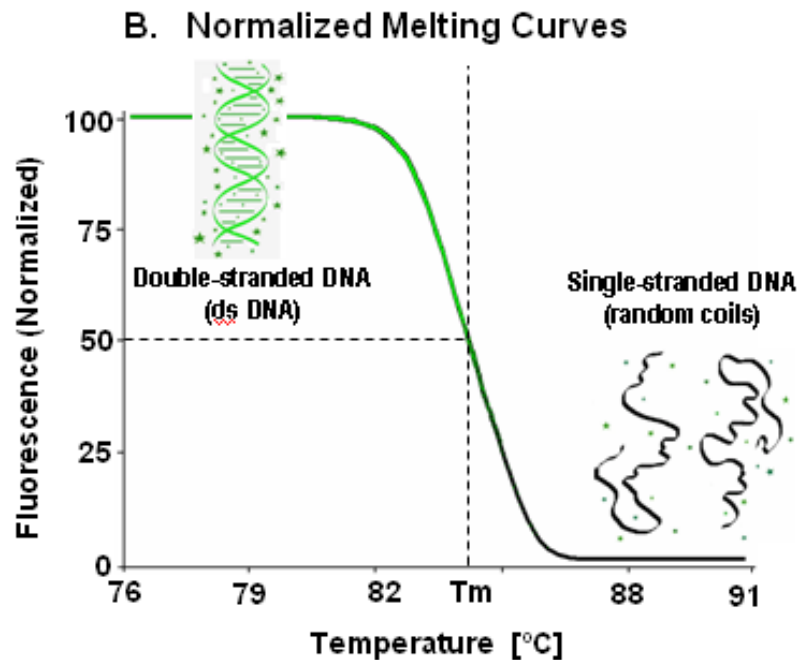 B. Normalized Melting Curves
Fluorescence (Normalized)
100
75
50
25
0
Double-stranded DNA
(ds DNA)
Single-stranded DNA
(random coils)
76 79 82 Tm 88 91
Temperature [°C]